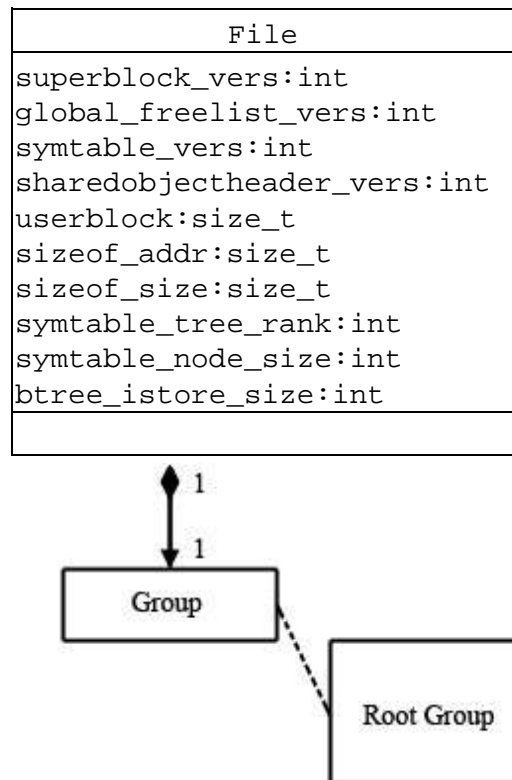 File
superblock_vers:int
global_freelist_vers:int
symtable_vers:int
sharedobjectheader_vers:int
userblock:size_t
sizeof_addr:size_t
sizeof_size:size_t
symtable_tree_rank:int
symtable_node_size:int
btree_istore_size:int
1
1
Group
Root Group